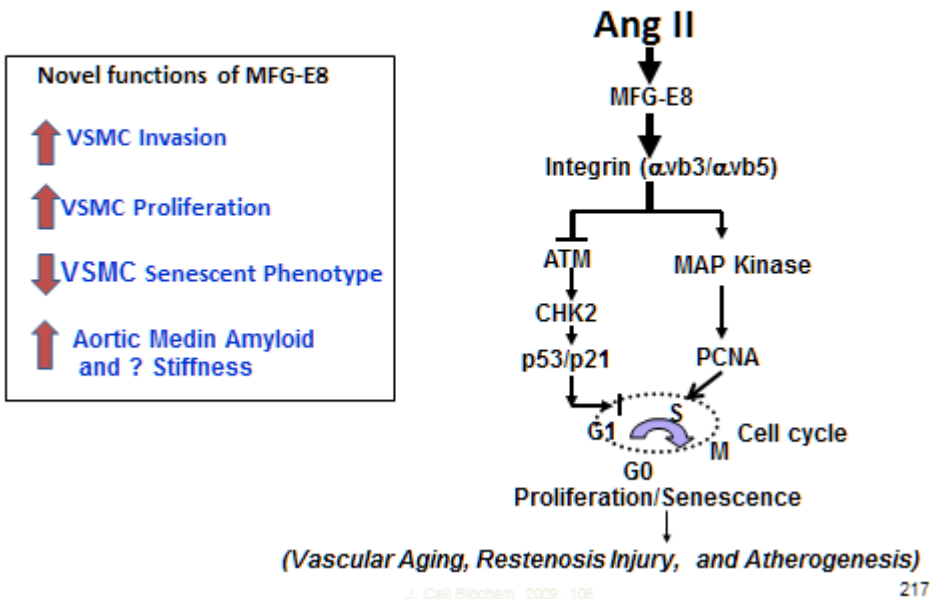 Novel functions of MFG-E8
VSMC Invasion
VSMC Proliferation
VSMC Senescent Phenotype
Aortic Medin Amyloid
and ? Stiffness
Ang II
MFG-E8
Integrin (αvb3/αvb5)
ATM
MAP Kinase
CHK2
p53/p21
PCNA
G1
S
M
Cell cycle
G0
Proliferation/Senescence
(Vascular Aging, Restenosis Injury, and Atherogenesis)
J. Cell Biochem. 2009 106
217